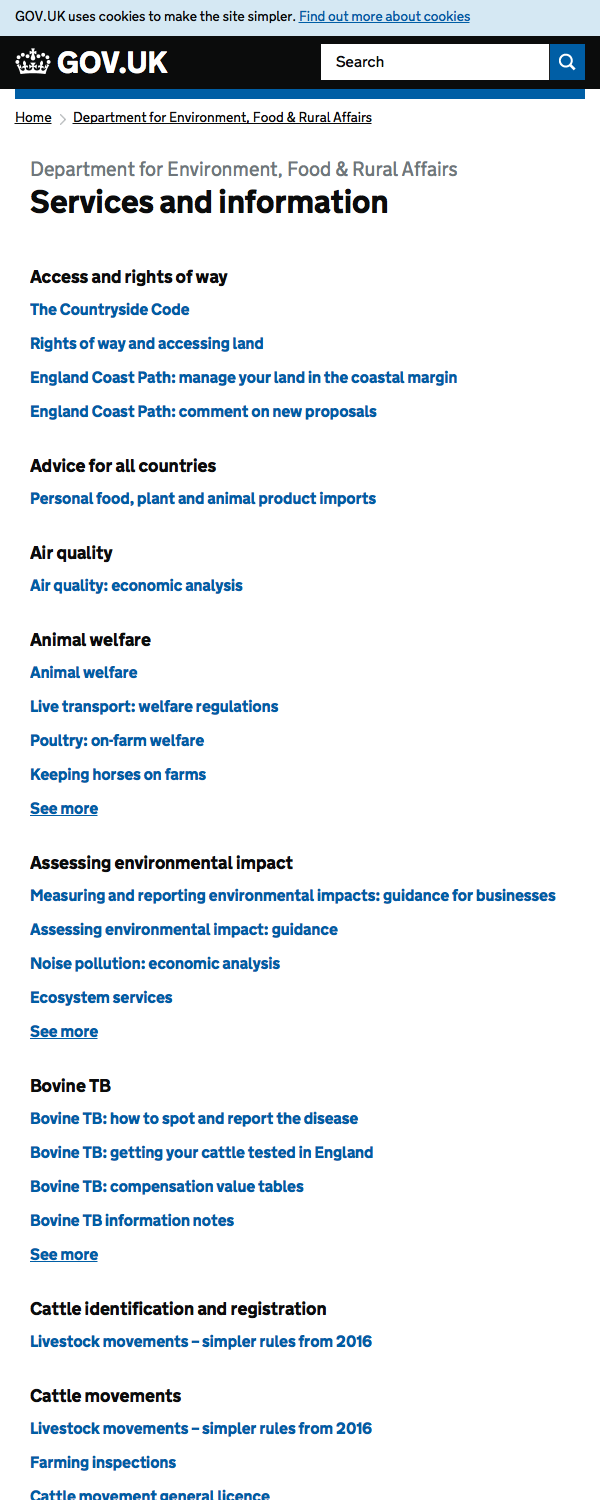 GOV.UK uses cookies to make the site simpler. Find out more about cookies
GOV.UK
Search
Home
Department for Environment, Food & Rural Affairs
Department for Environment, Food & Rural Affairs
Services and information
Access and rights of way
The Countryside Code
Rights of way and accessing land
England Coast Path: manage your land in the coastal margin
England Coast Path: comment on new proposals
Advice for all countries
Personal food, plant and animal product imports
Air quality
Air quality: economic analysis
Animal welfare
Animal welfare
Live transport: welfare regulations
Poultry: on-farm welfare
Keeping horses on farms
See more
Assessing environmental impact
Measuring and reporting environmental impacts: guidance for businesses
Assessing environmental impact: guidance
Noise pollution: economic analysis
Ecosystem services
See more
Bovine TB
Bovine TB: how to spot and report the disease
Bovine TB: getting your cattle tested in England
Bovine TB: compensation value tables
Bovine TB information notes
See more
Cattle identification and registration
Livestock movements – simpler rules from 2016
Cattle movements
Livestock movements – simpler rules from 2016
Farming inspections
Cattle movement general licence